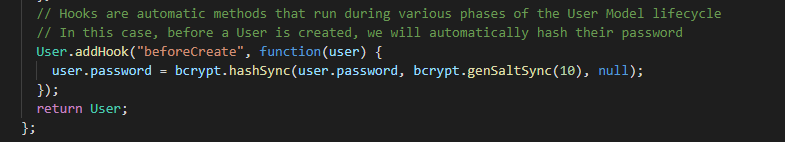 // Hooks are automatic methods that run during various phases of the User Model lifecycle
// In this case, before a User is created, we will automatically hash their password
User.addHook("beforeCreate", function(user) {
user.password = bcrypt.hashSync(user.password, bcrypt.genSaltSync(10), null);
});
return User;
};